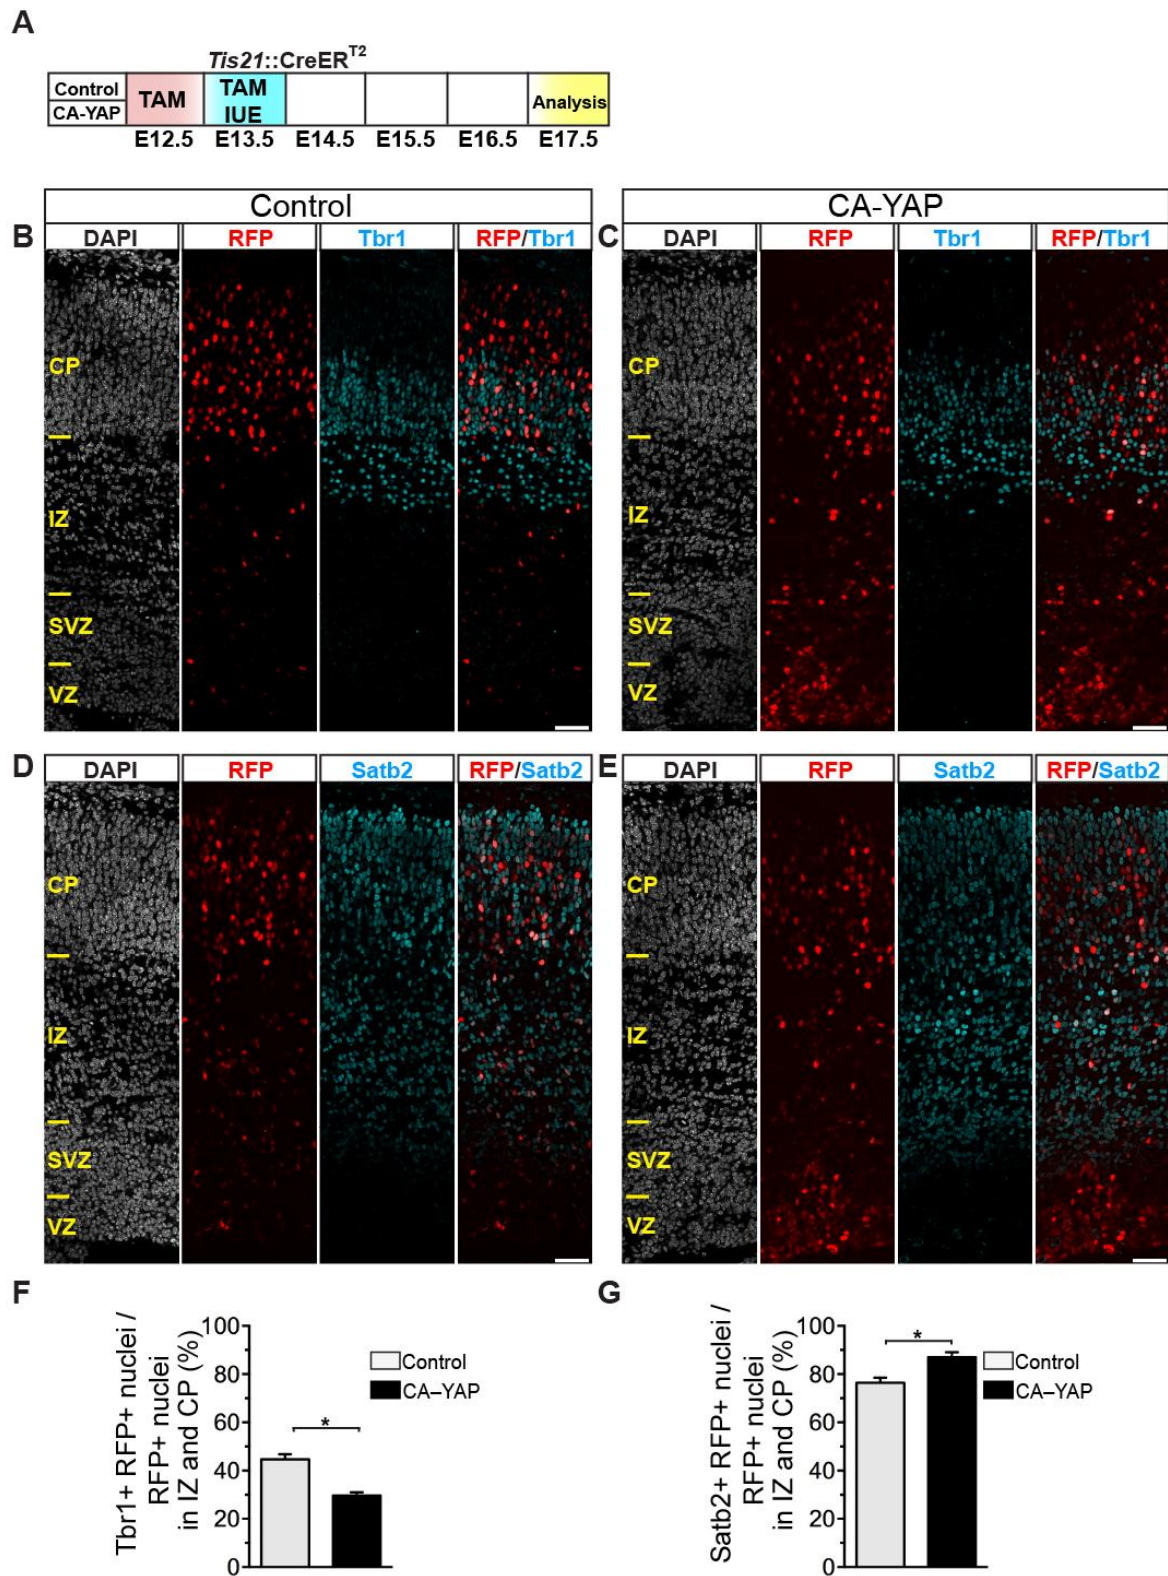 A
Tis21::CreERT2
Control
CA-YAP
TAM
TAM
IUE
Analysis
E12.5 E13.5 E14.5 E15.5 E16.5 E17.5
Control
CA-YAP
B
DAPI RFP Tbr1 RFP/Tbr1
C
DAPI RFP Tbr1 RFP/Tbr1
CP
IZ
SVZ
VZ
CP
IZ
SVZ
VZ
D
DAPI RFP Satb2 RFP/Satb2
E
DAPI RFP Satb2 RFP/Satb2
CP
IZ
SVZ
VZ
CP
IZ
SVZ
VZ
F
Tbr1+ RFP+ nuclei /
RFP+ nuclei
in IZ and CP (%)
100
80
60
40
20
0
*
Control
CA–YAP
G
Satb2+ RFP+ nuclei /
RFP+ nuclei
in IZ and CP (%)
100
80
60
40
20
0
*
Control
CA–YAP